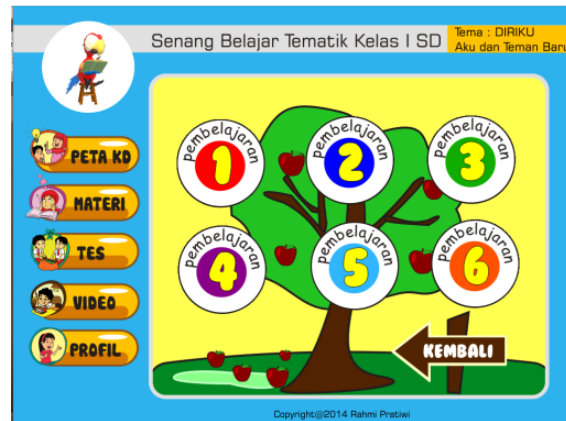 Senang Belajar Tematik Kelas I SD
Tema : DIRIKU
Aku dan Teman Baru
PETA KD
MATERI
TES
VIDEO
PROFIL
pembelajaran
1
pembelajaran
2
pembelajaran
3
pembelajaran
4
pembelajaran
5
pembelajaran
6
KEMBALI
Copyright@2014 Rahmi Pratiwi